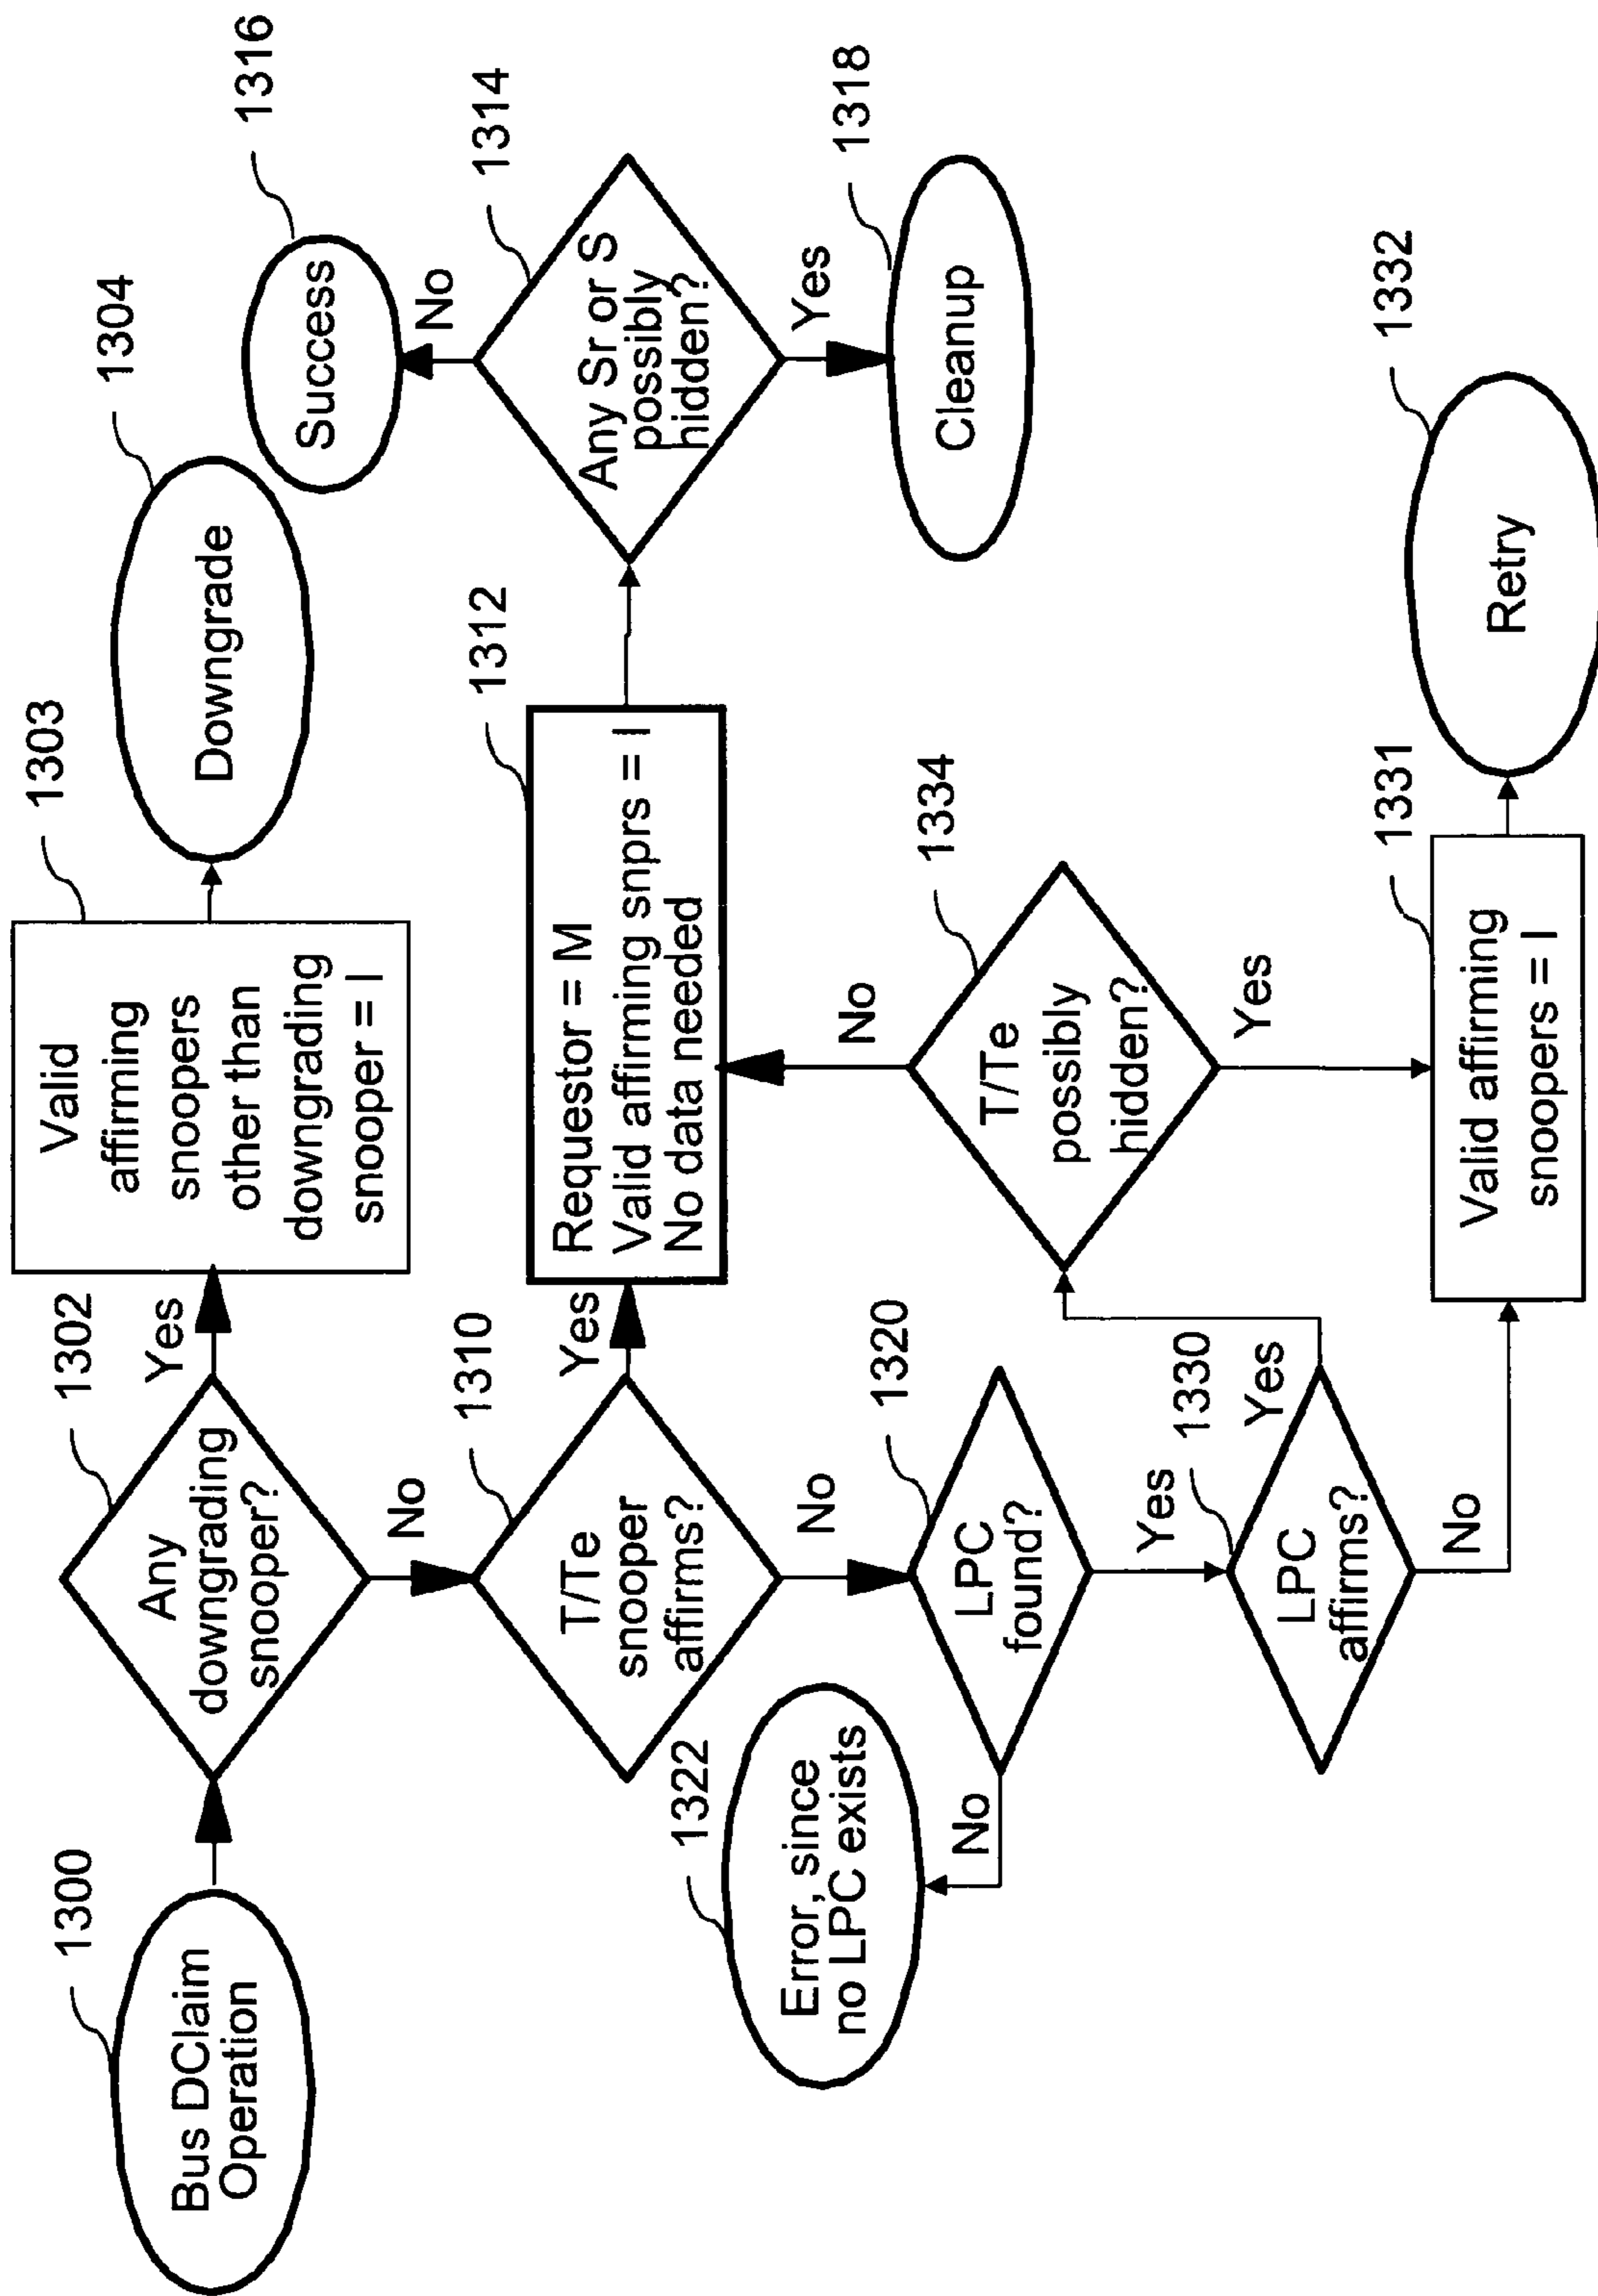 1300
Bus DClaim
Operation
1302
Any
downgrading
snooper?
Yes
No
1303
Valid
affirming
snoopers
other than
downgrading
snooper = I
1304
Downgrade
1310
T/Te
snooper
affirms?
Yes
No
1312
Requestor = M
Valid affirming snprs = I
No data needed
1314
Any Sr or S
possibly
hidden?
No
Yes
1316
Success
1318
Cleanup
1320
LPC
found?
No
Yes
1322
Error, since
no LPC exists
1330
LPC
affirms?
Yes
No
1334
T/Te
possibly
hidden?
No
Yes
1331
Valid affirming
snoopers = I
1332
Retry